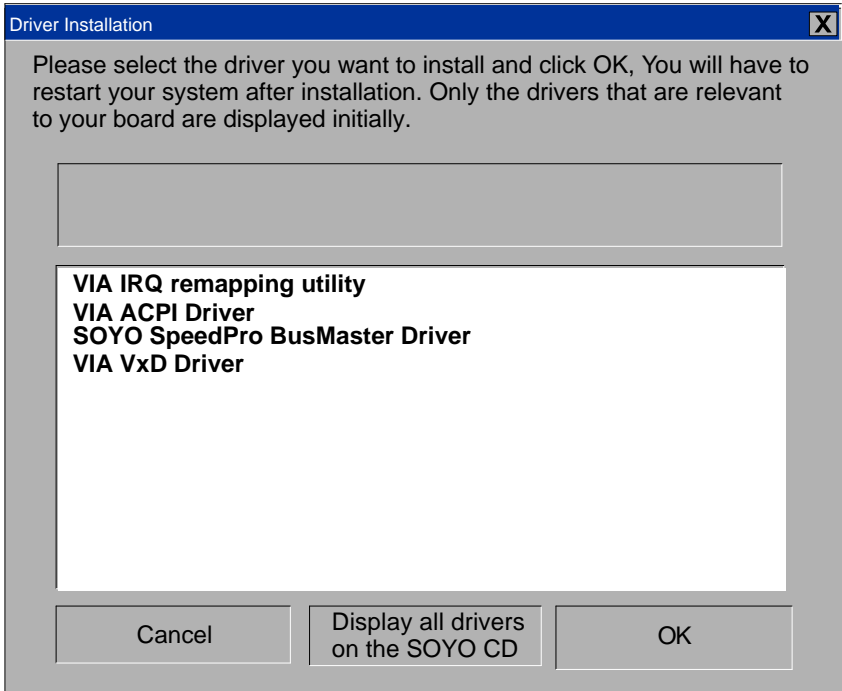 Driver Installation
X
Please select the driver you want to install and click OK, You will have to
restart your system after installation. Only the drivers that are relevant
to your board are displayed initially.
VIA IRQ remapping utility
VIA ACPI Driver
SOYO SpeedPro BusMaster Driver
VIA VxD Driver
Cancel
Display all drivers
on the SOYO CD
OK